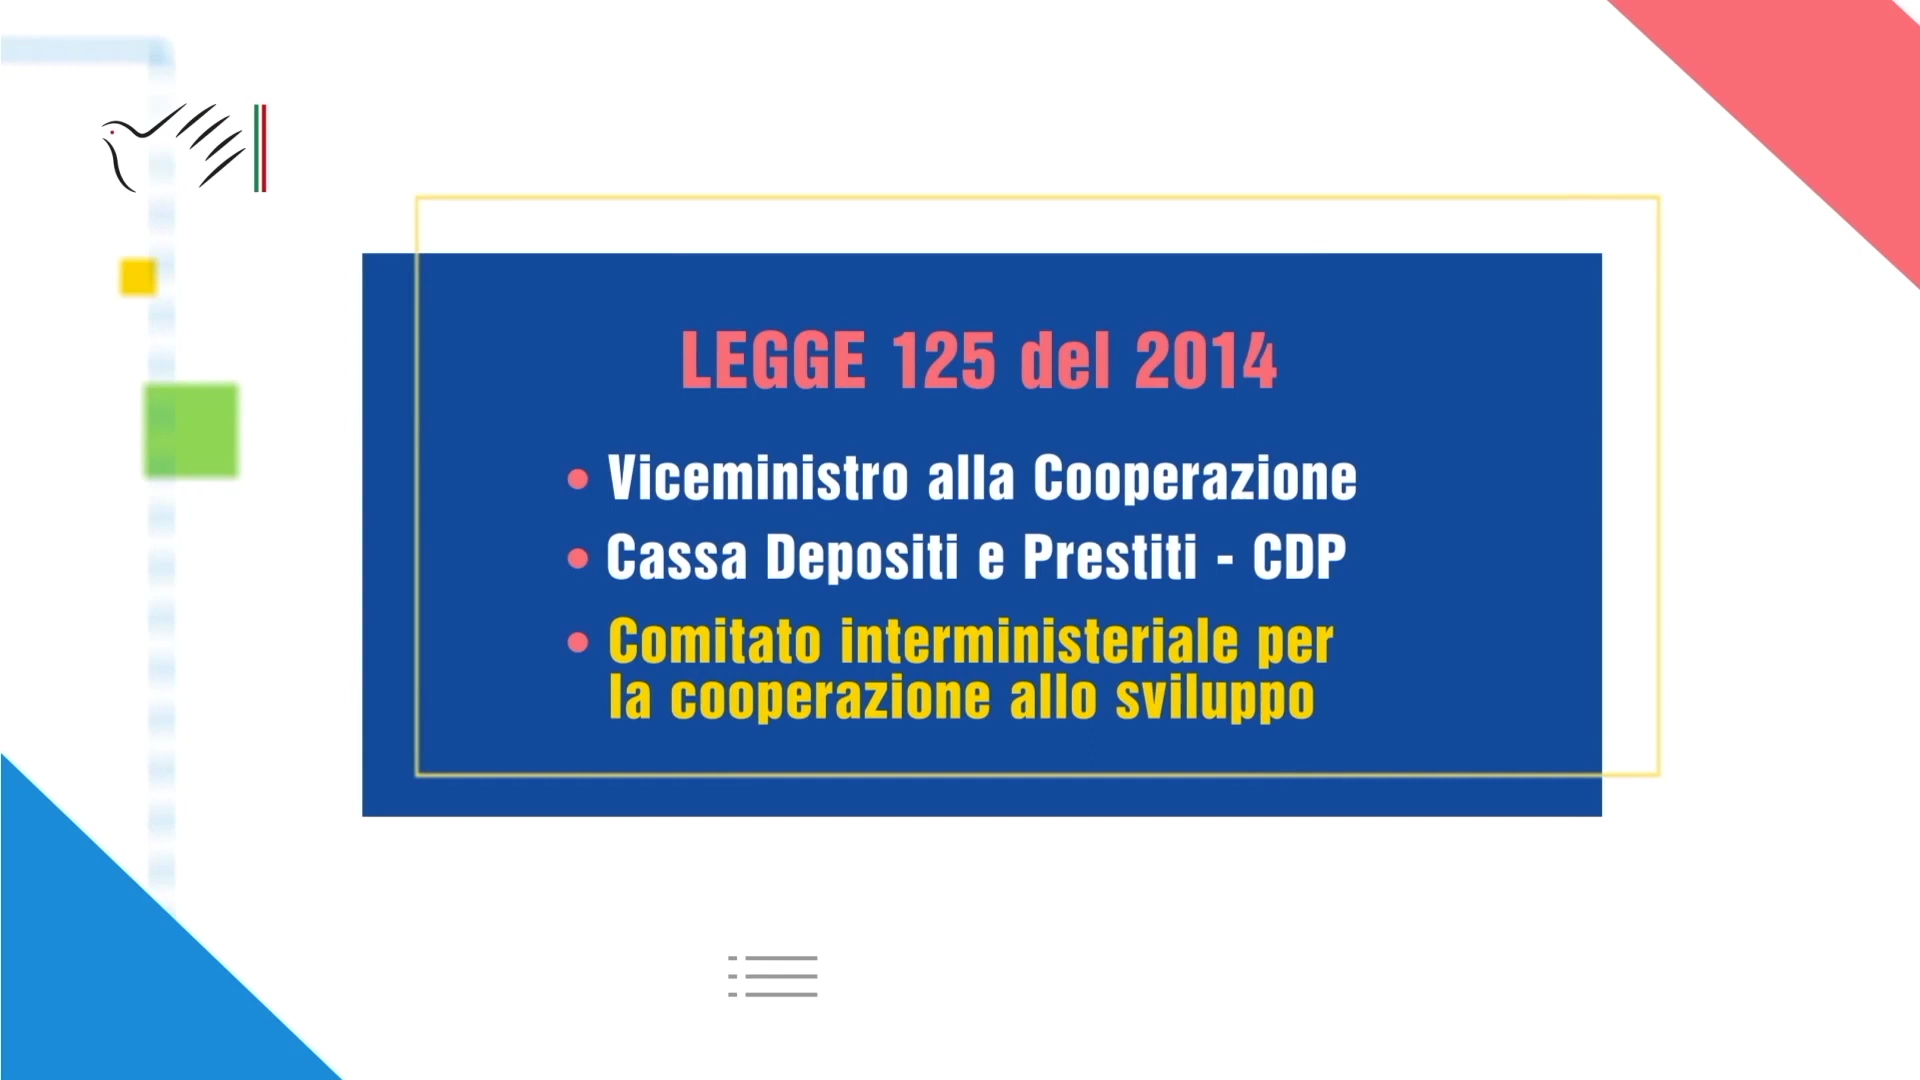 LEGGE 125 del 2014
• Viceministro alla Cooperazione
• Cassa Depositi e Prestiti - CDP
• Comitato interministeriale per
la cooperazione allo sviluppo